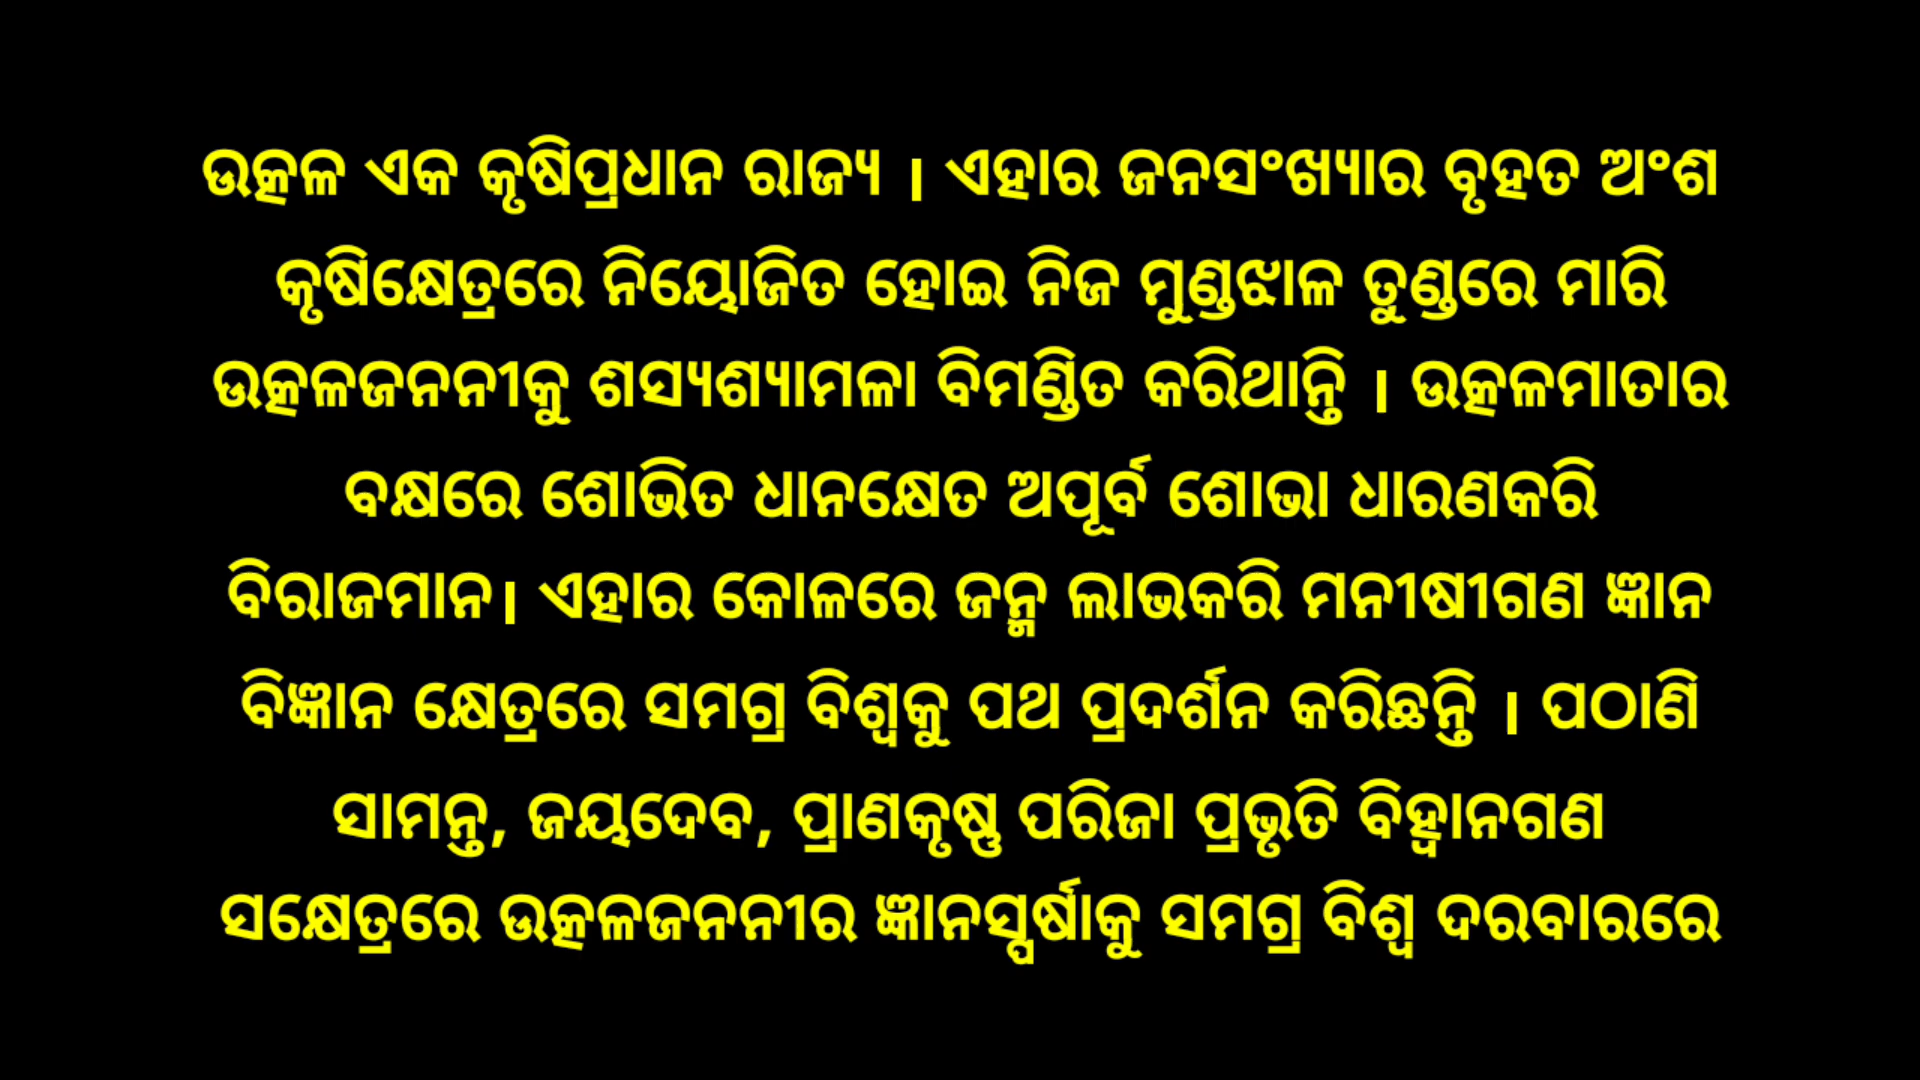 ଉତ୍କଳ ଏକ କୃଷିପ୍ରଧାନ ରାଜ୍ୟ । ଏହାର ଜନସଂଖ୍ୟାର ବୃହତ ଅଂଶ
କୃଷିକ୍ଷେତ୍ରରେ ନିୟୋଜିତ ହୋଇ ନିଜ ମୁଣ୍ଡଝାଳ ତୁଣ୍ଡରେ ମାରି
ଉତ୍କଳଜନନୀକୁ ଶସ୍ୟଶ୍ୟାମଳା ବିମଣ୍ଡିତ କରିଥାନ୍ତି । ଉତ୍କଳମାତାର
ବକ୍ଷରେ ଶୋଭିତ ଧାନକ୍ଷେତ ଅପୂର୍ବ ଶୋଭା ଧାରଣକରି
ବିରାଜମାନ। ଏହାର କୋଳରେ ଜନ୍ମ ଲାଭକରି ମନୀଷୀଗଣ ଜ୍ଞାନ
ବିଜ୍ଞାନ କ୍ଷେତ୍ରରେ ସମଗ୍ର ବିଶ୍ୱକୁ ପଥ ପ୍ରଦର୍ଶନ କରିଛନ୍ତି । ପଠାଣି
ସାମନ୍ତ, ଜୟଦେବ, ପ୍ରାଣକୃଷ୍ଣ ପରିଜା ପ୍ରଭୃତି ବିହ୍ୱାନଗଣ
ସକ୍ଷେତ୍ରରେ ଉତ୍କଳଜନନୀର ଜ୍ଞାନସ୍ପର୍ଷାକୁ ସମଗ୍ର ବିଶ୍ୱ ଦରବାରରେ